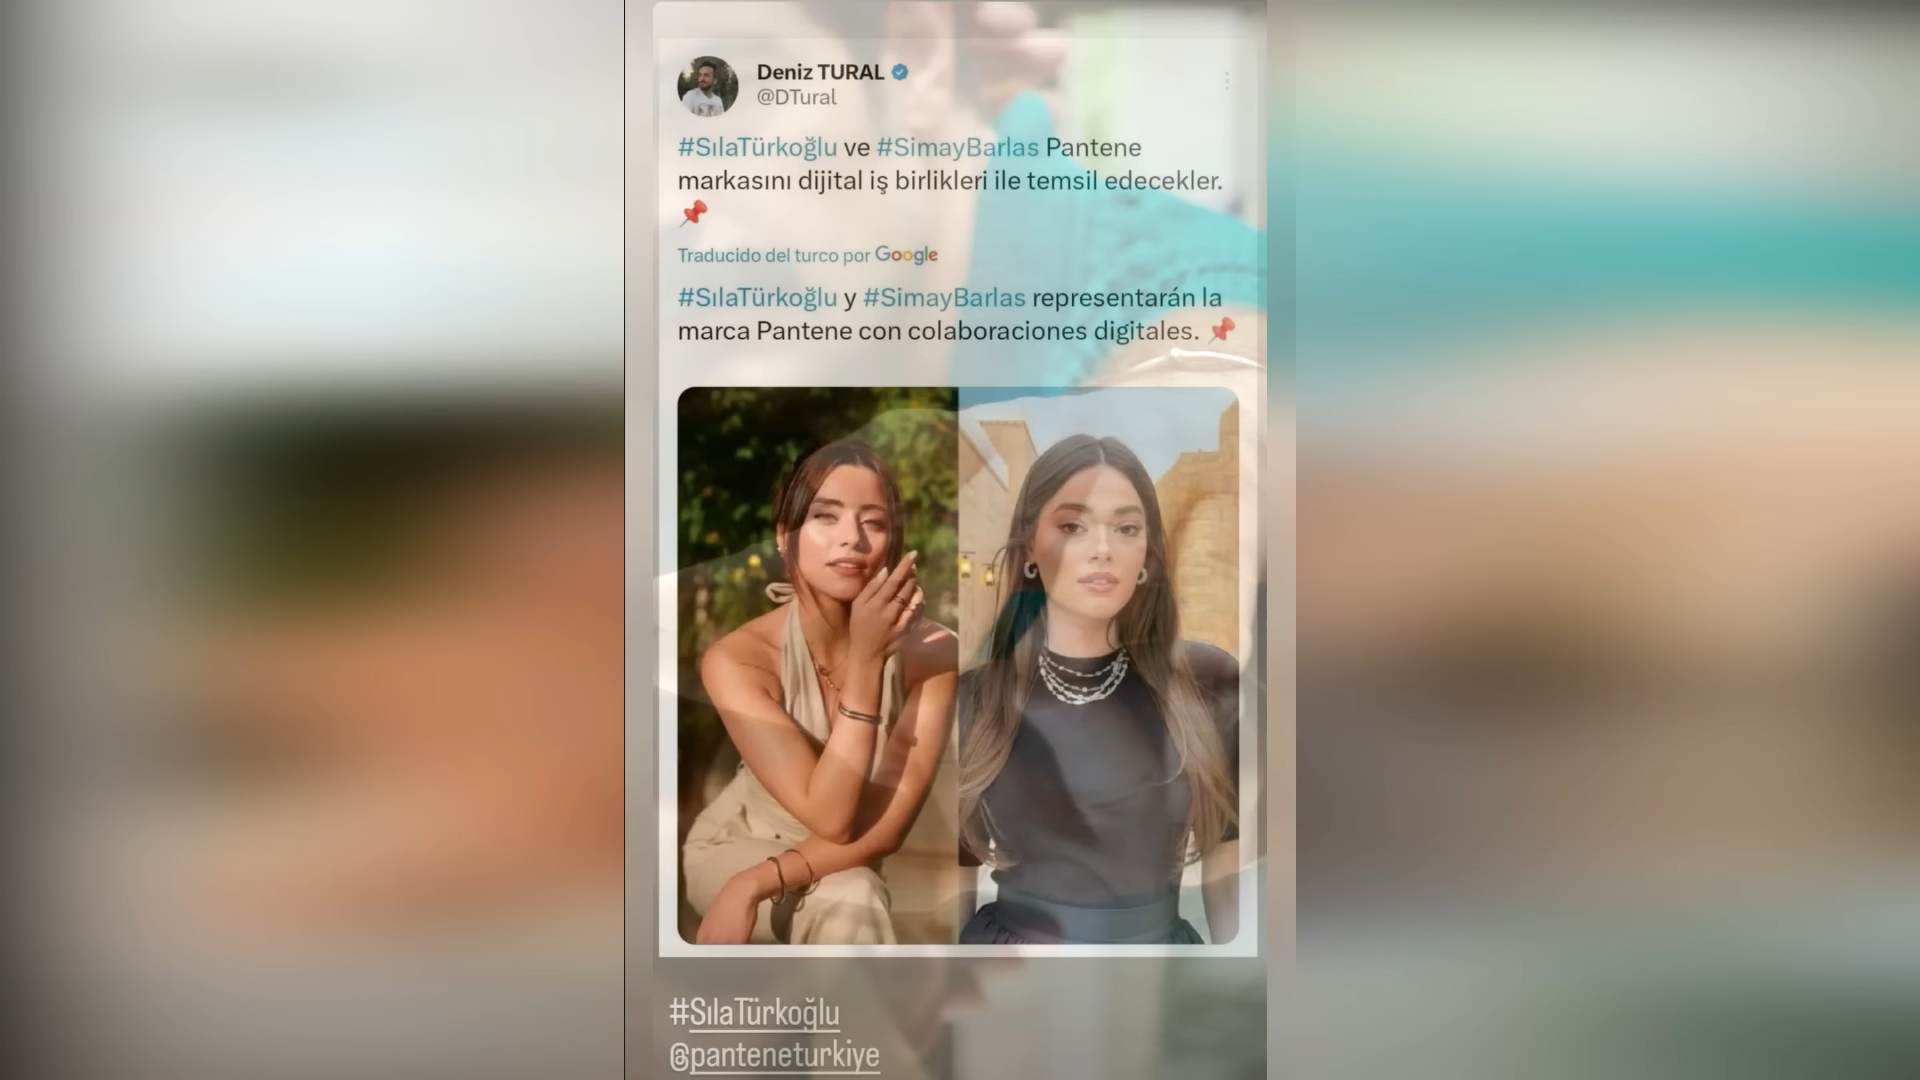 Deniz TURAL
@DTural
#SılaTürkoğlu ve #SimayBarlas Pantene
markasını dijital iş birlikleri ile temsil edecekler.
📌
Traducido del turco por Google
#SılaTürkoğlu y #SimayBarlas representarán la
marca Pantene con colaboraciones digitales. 📌
#SılaTürkoğlu
@panteneturkiye